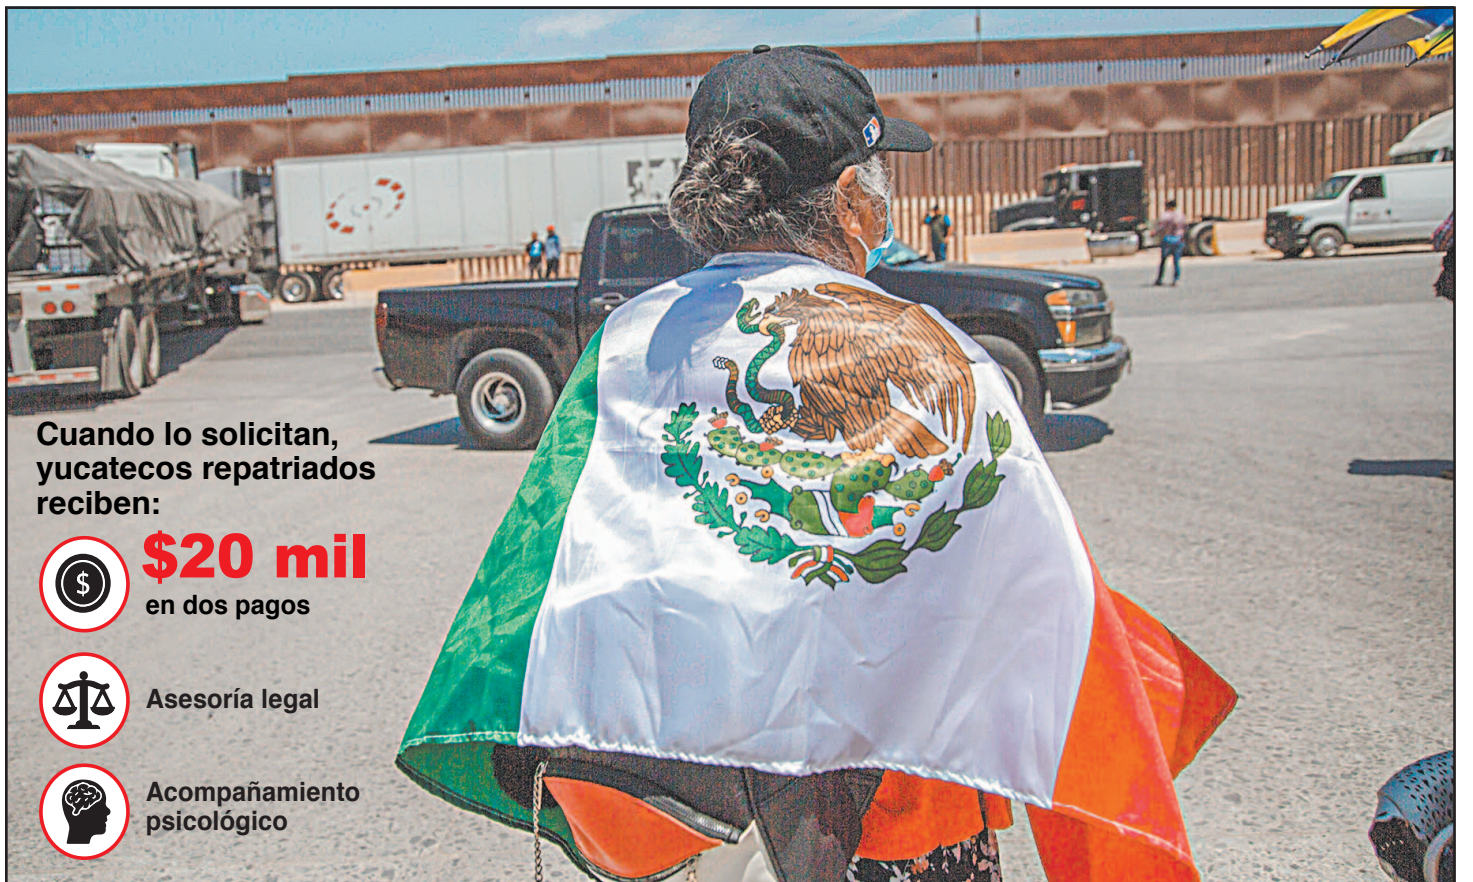 Cuando lo solicitan,
yucatecos repatriados
reciben:
$20 mil
en dos pagos
Asesoría legal
Acompañamiento
psicológico